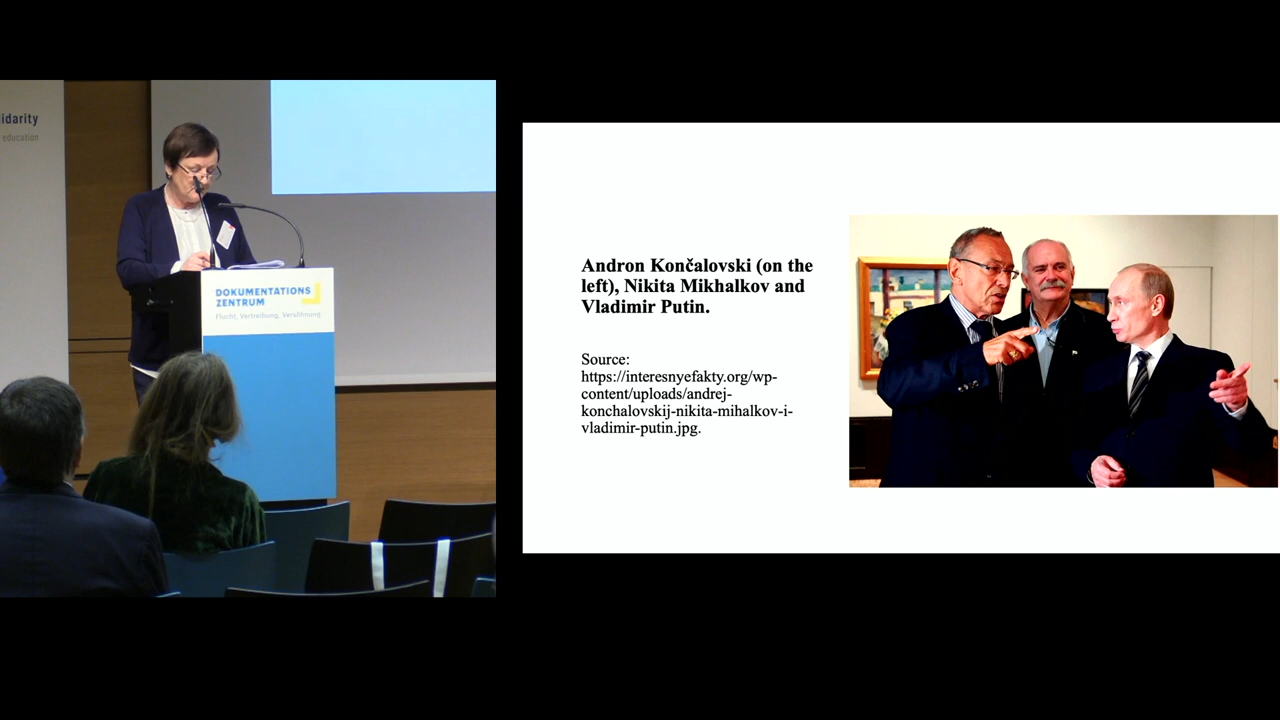 lidarity
education
DOKUMENTATIONS
ZENTRUM
Flucht, Vertreibung, Versöhnung
Andron Končalovski (on the
left), Nikita Mikhalkov and
Vladimir Putin.
Source:
https://interesnyefakty.org/wp-
content/uploads/andrej-
konchalovskij-nikita-mihalkov-i-
vladimir-putin.jpg.